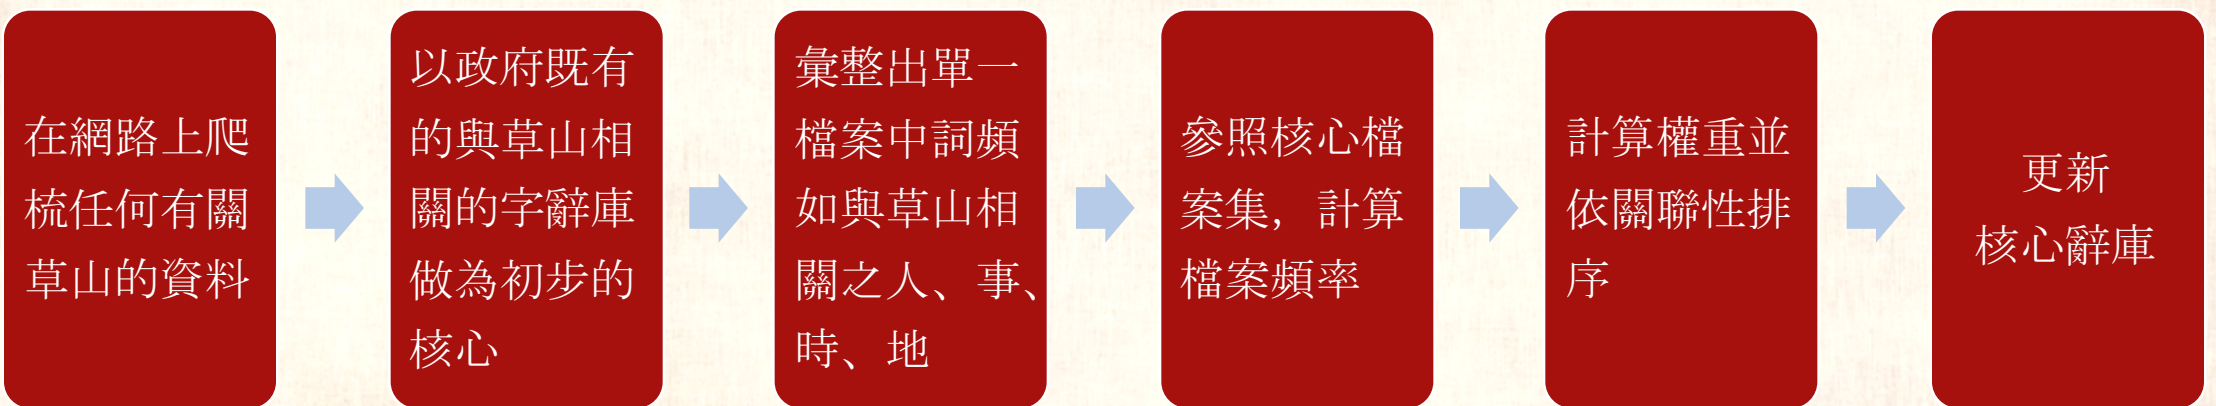 在網路上爬
梳任何有關
草山的資料
以政府既有
的與草山相
關的字辭庫
做為初步的
核心
彙整出單一
檔案中詞頻
如與草山相
關之人、事、
時、地
參照核心檔
案集，計算
檔案頻率
計算權重並
依關聯性排
序
更新
核心辭庫